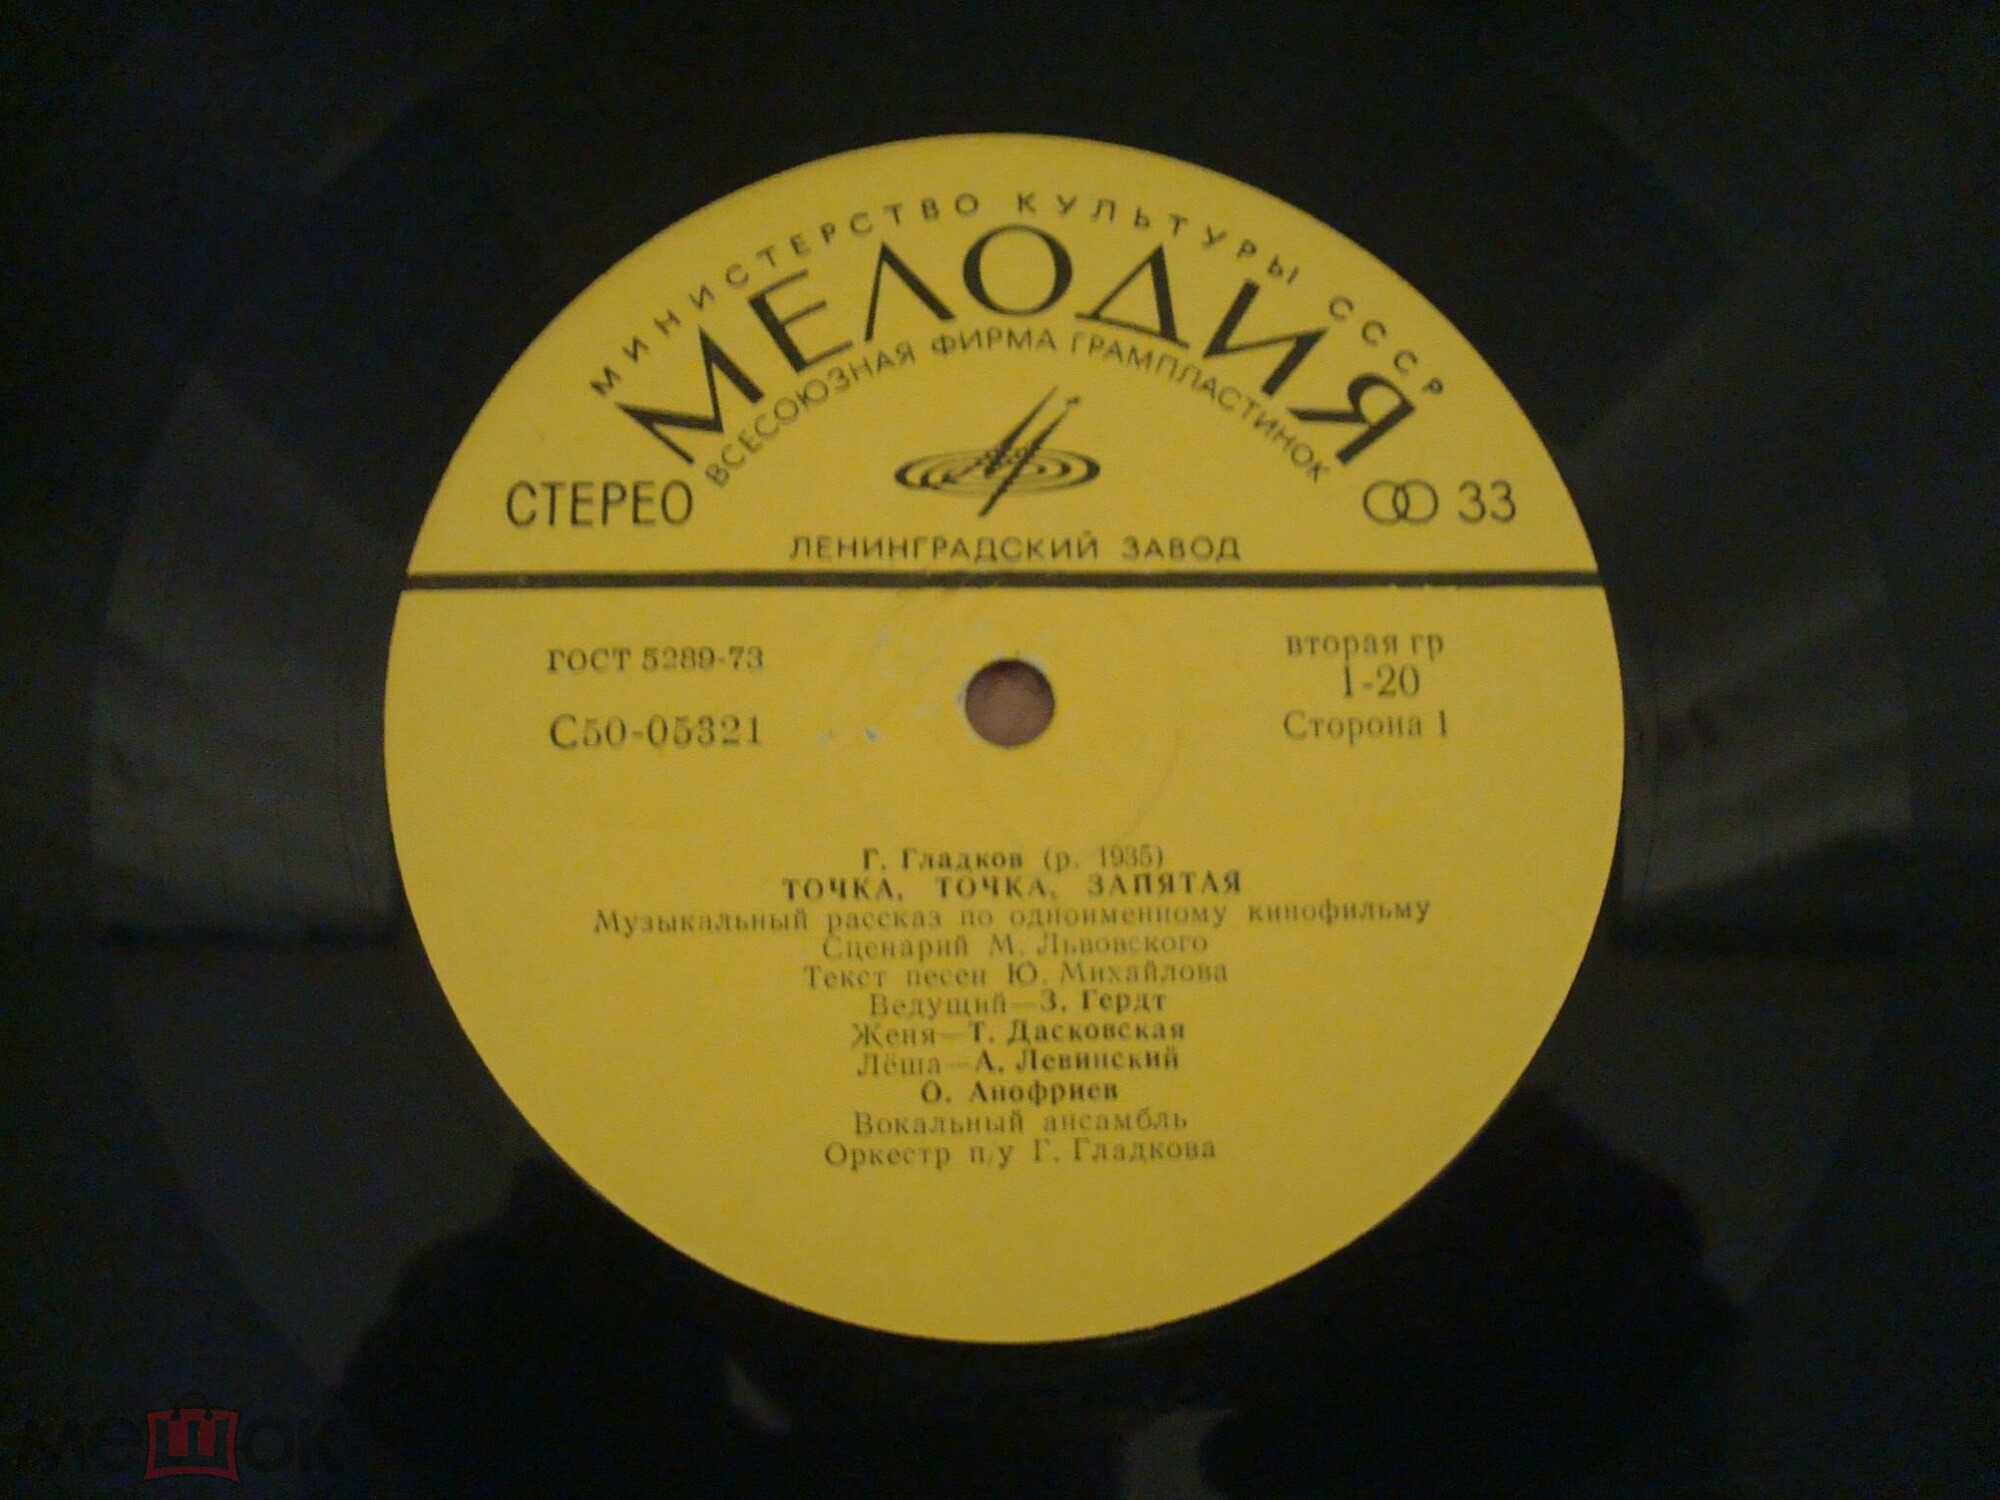 МИНИСТЕРСТВО КУЛЬТУРЫ СССР
МЕЛОДИЯ
ВСЕСОЮЗНАЯ ФИРМА ГРАМПЛАСТИНОК
СТЕРЕО
33
ЛЕНИНГРАДСКИЙ ЗАВОД
ГОСТ 5289-73
вторая гр
1-20
С50-05321
Сторона 1
Г. Гладков (р. 1935)
ТОЧКА, ТОЧКА, ЗАПЯТАЯ
Музыкальный рассказ по одноименному кинофильму
Сценарий М. Львовского
Текст песен Ю. Михайлова
Ведущий—З. Гердт
Женя—Т. Дасковская
Лёша—А. Левинский
О. Анофриев
Вокальный ансамбль
Оркестр п/у Г. Гладкова
мешок